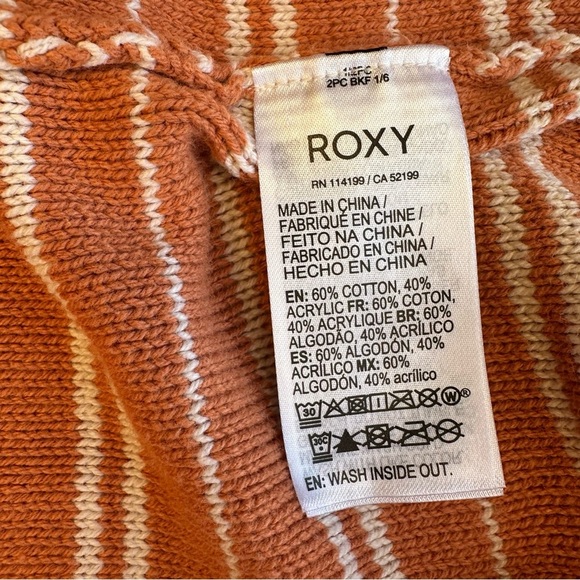 2PC BKF 1/6
ROXY
RN 114199 / CA 52199
MADE IN CHINA /
FABRIQUÉ EN CHINE /
FEITO NA CHINA /
FABRICADO EN CHINA /
HECHO EN CHINA
EN: 60% COTTON, 40%
ACRYLIC FR: 60% COTON,
40% ACRYLIQUE BR: 60%
ALGODÃO, 40% ACRÍLICO
ES: 60% ALGODÓN, 40%
ACRÍLICO MX: 60%
ALGODÓN, 40% acrílico
30
W
30C
EN: WASH INSIDE OUT.